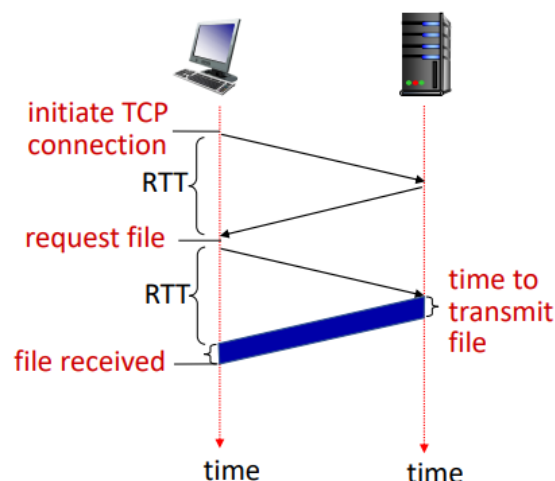 initiate TCP
connection
RTT
request file
RTT
time to
transmit
file
file received
time
time